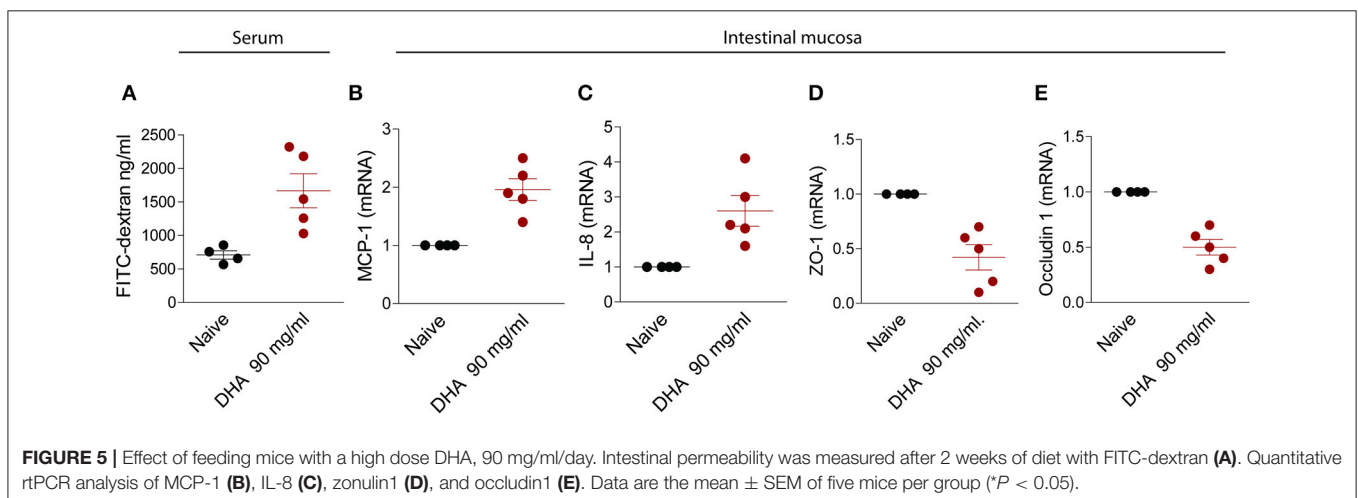 Serum
Intestinal mucosa
A
FITC-dextran ng/ml
2500
2000
1500
1000
500
0
Naive
DHA 90 mg/ml
B
MCP-1 (mRNA)
3
2
1
0
Naive
DHA 90 mg/ml
C
IL-8 (mRNA)
5
4
3
2
1
0
Naive
DHA 90 mg/ml
D
ZO-1 (mRNA)
1.5
1.0
0.5
0.0
Naive
DHA 90 mg/ml.
E
Occludin 1 (mRNA)
1.5
1.0
0.5
0.0
Naive
DHA 90 mg/ml
FIGURE 5 | Effect of feeding mice with a high dose DHA, 90 mg/ml/day. Intestinal permeability was measured after 2 weeks of diet with FITC-dextran (A). Quantitative
rtPCR analysis of MCP-1 (B), IL-8 (C), zonulin1 (D), and occludin1 (E). Data are the mean ± SEM of five mice per group (*P < 0.05).